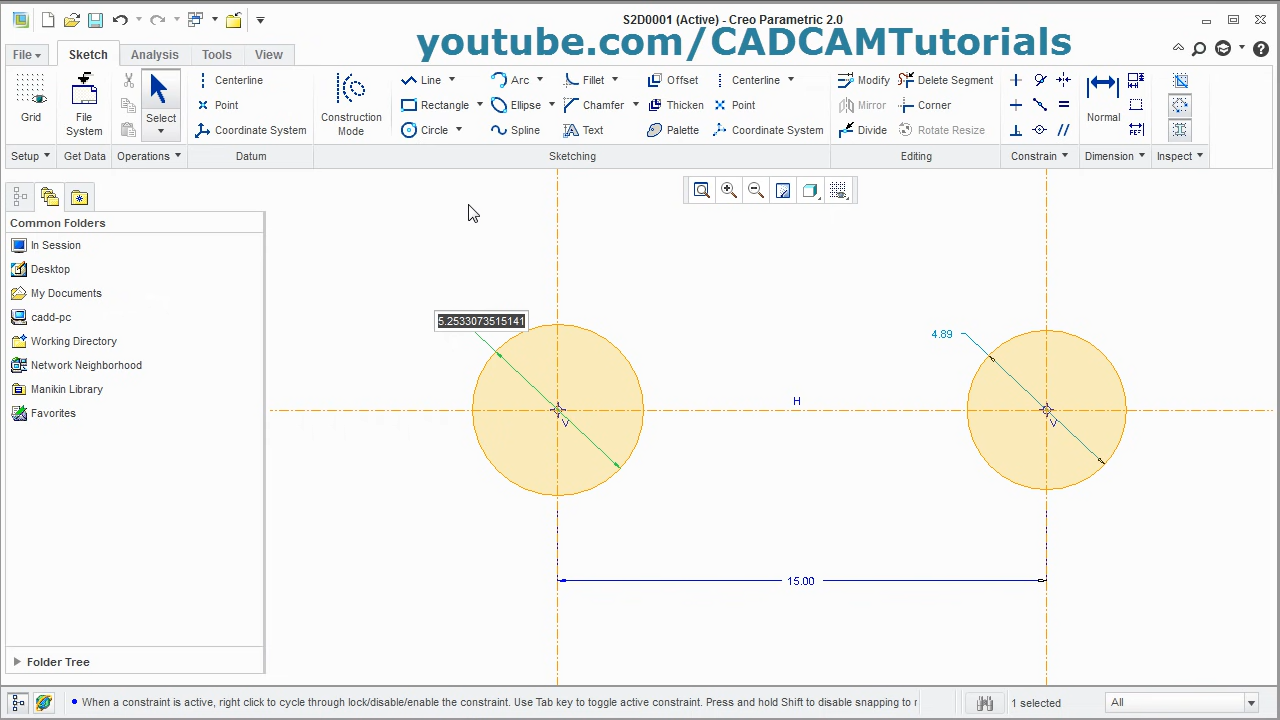 S2D0001 (Active) - Creo Parametric 2.0
youtube.com/CADCAMTutorials
File
Sketch
Analysis
Tools
View
Grid
Setup
File System
Get Data
Select
Operations
Centerline
Point
Coordinate System
Datum
Construction Mode
Line
Arc
Fillet
Offset
Centerline
Rectangle
Ellipse
Chamfer
Thicken
Point
Circle
Spline
Text
Palette
Coordinate System
Sketching
Modify
Delete Segment
Mirror
Corner
Divide
Rotate Resize
Editing
Constrain
Normal
Dimension
Inspect
Common Folders
In Session
Desktop
My Documents
cadd-pc
Working Directory
Network Neighborhood
Manikin Library
Favorites
Folder Tree
5.2533073515141
4.89
H
V
V
15.00
When a constraint is active, right click to cycle through lock/disable/enable the constraint. Use Tab key to toggle active constraint. Press and hold Shift to disable snapping to
1 selected
All